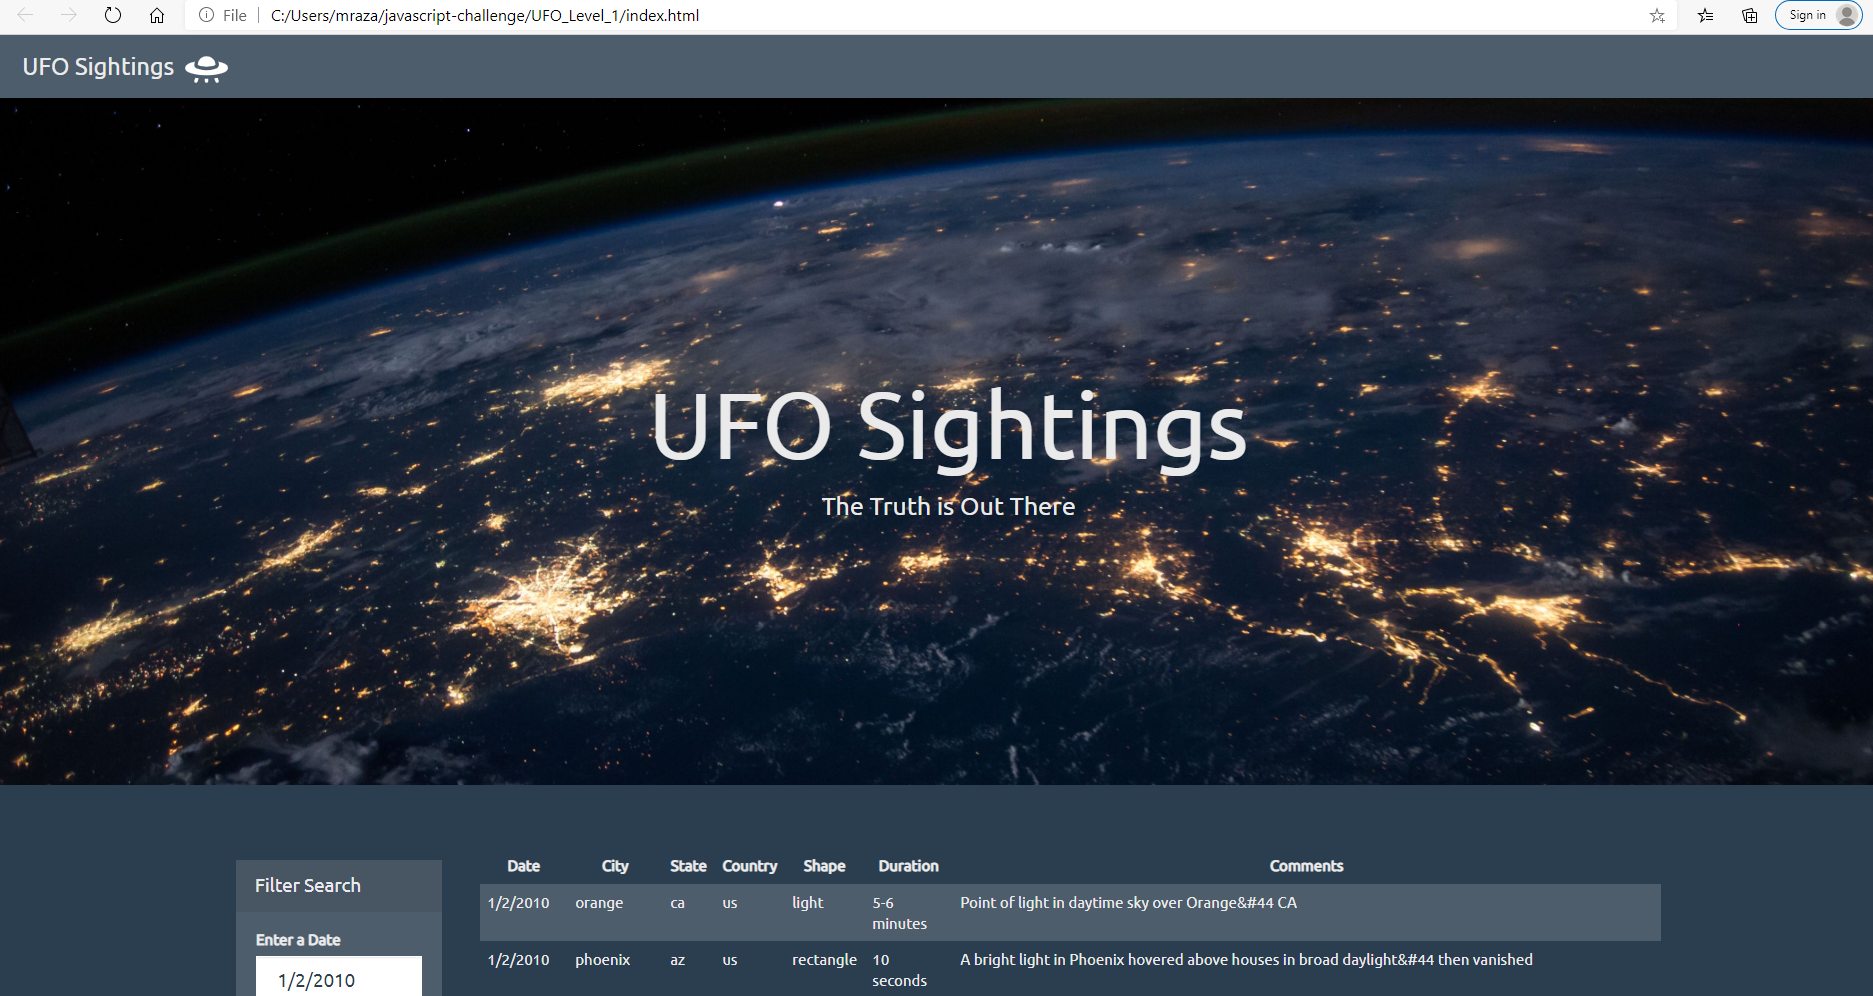 File
C:/Users/mraza/javascript-challenge/UFO_Level_1/index.html
Sign in
UFO Sightings
UFO Sightings
The Truth is Out There
Filter Search
Enter a Date
1/2/2010
Date City State Country Shape Duration Comments
1/2/2010 orange ca us light 5-6 minutes Point of light in daytime sky over Orange&#44 CA
1/2/2010 phoenix az us rectangle 10 seconds A bright light in Phoenix hovered above houses in broad daylight&#44 then vanished